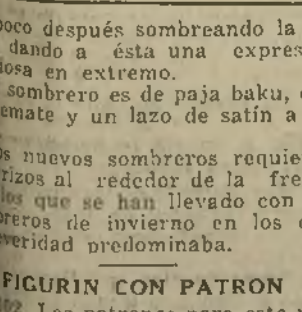 poco después sombreando la
dando a ésta una expres
osa en extremo.
sombrero es de paja baku,
emate y un lazo de satín a
os nuevos sombreros requie
rizos al rededor de la fre
los que se han llevado con
breros de invierno en los
everidad predominaba.
FIGURIN CON PATRON